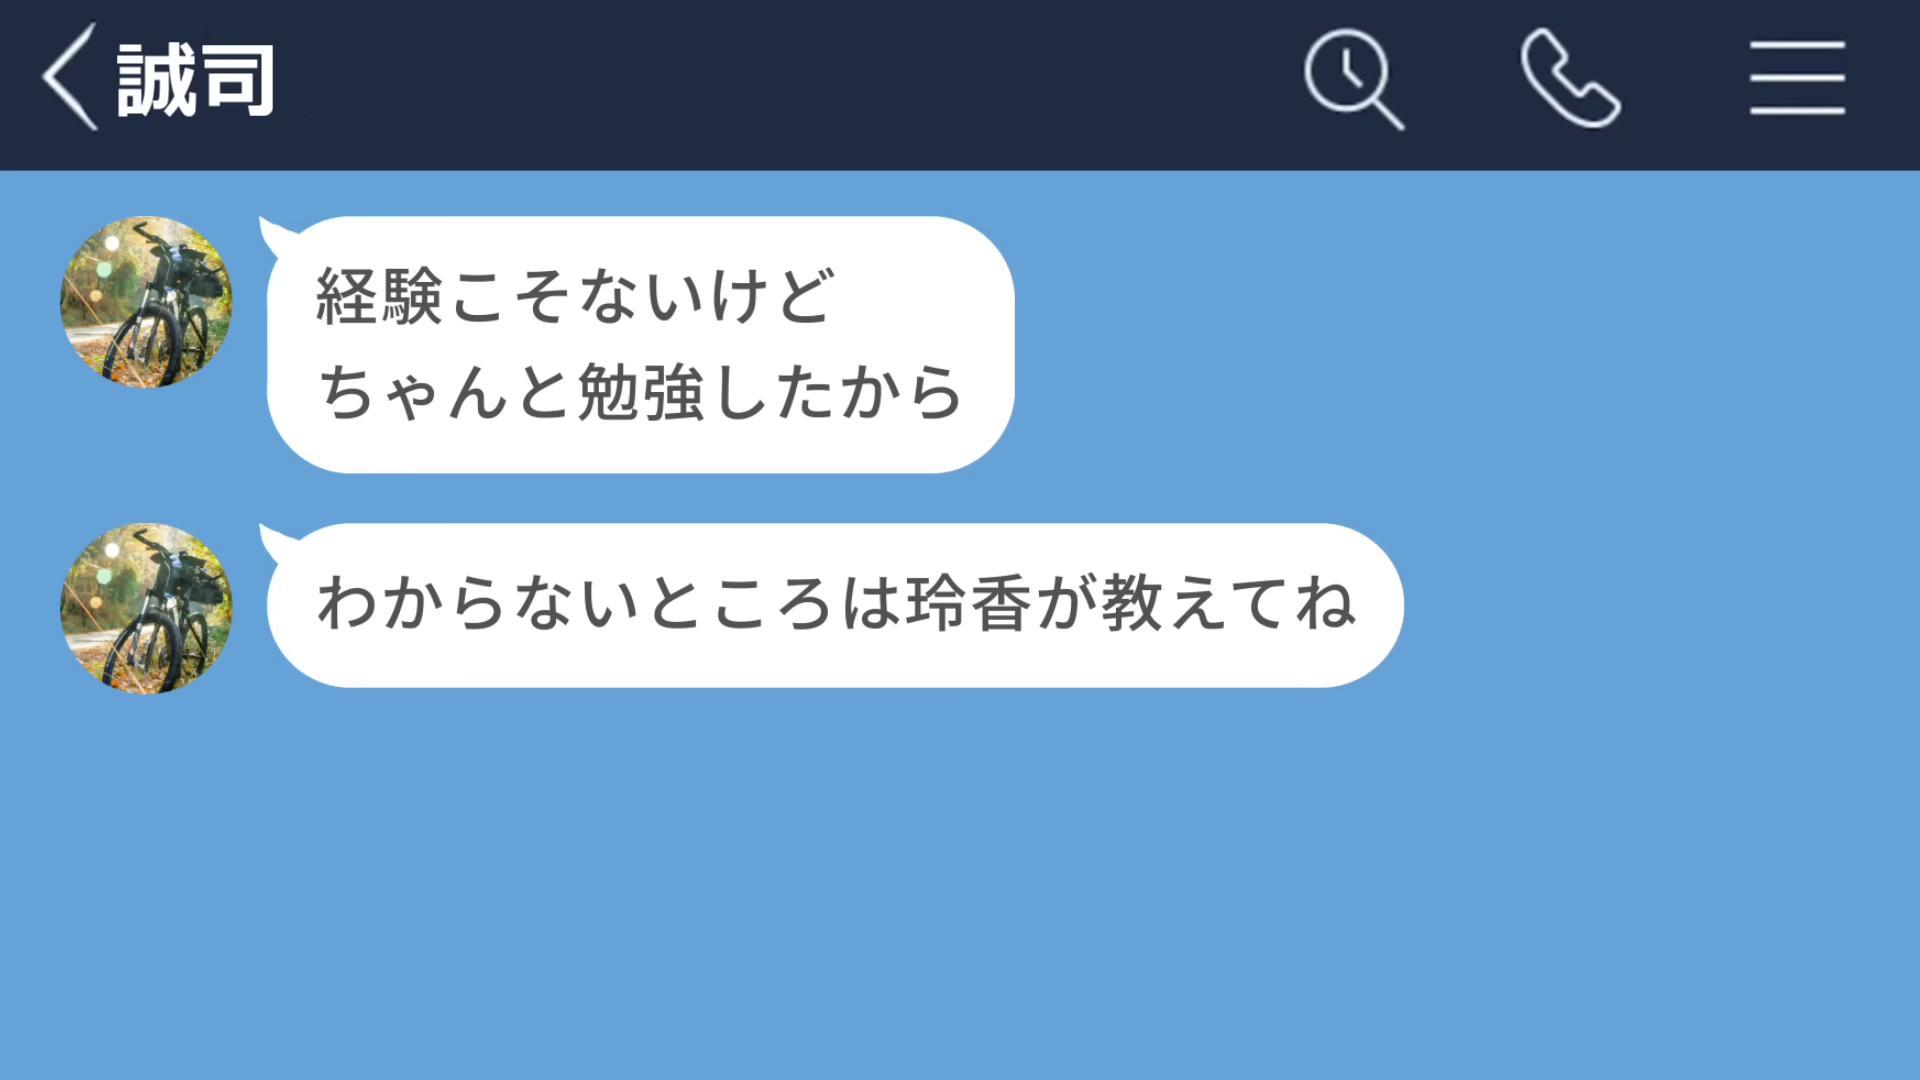 誠司
経験こそないけど
ちゃんと勉強したから
わからないところは玲香が教えてね